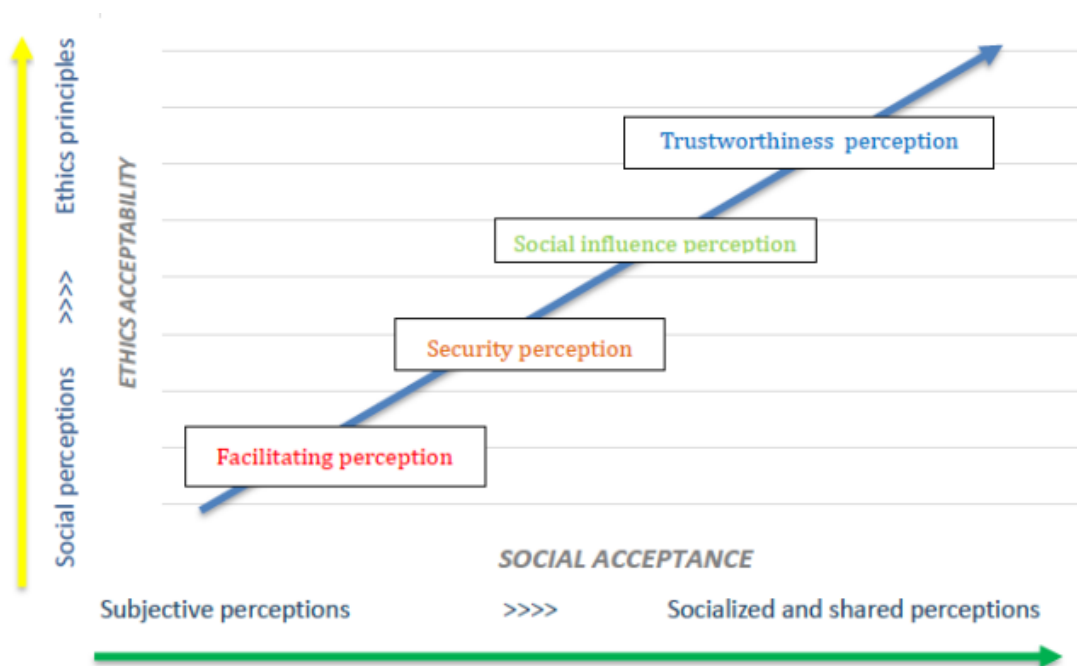 Ethics principles
>>>>
Social perceptions
ETHICS ACCEPTABILITY
Trustworthiness perception
Social influence perception
Security perception
Facilitating perception
SOCIAL ACCEPTANCE
Subjective perceptions >>>> Socialized and shared perceptions